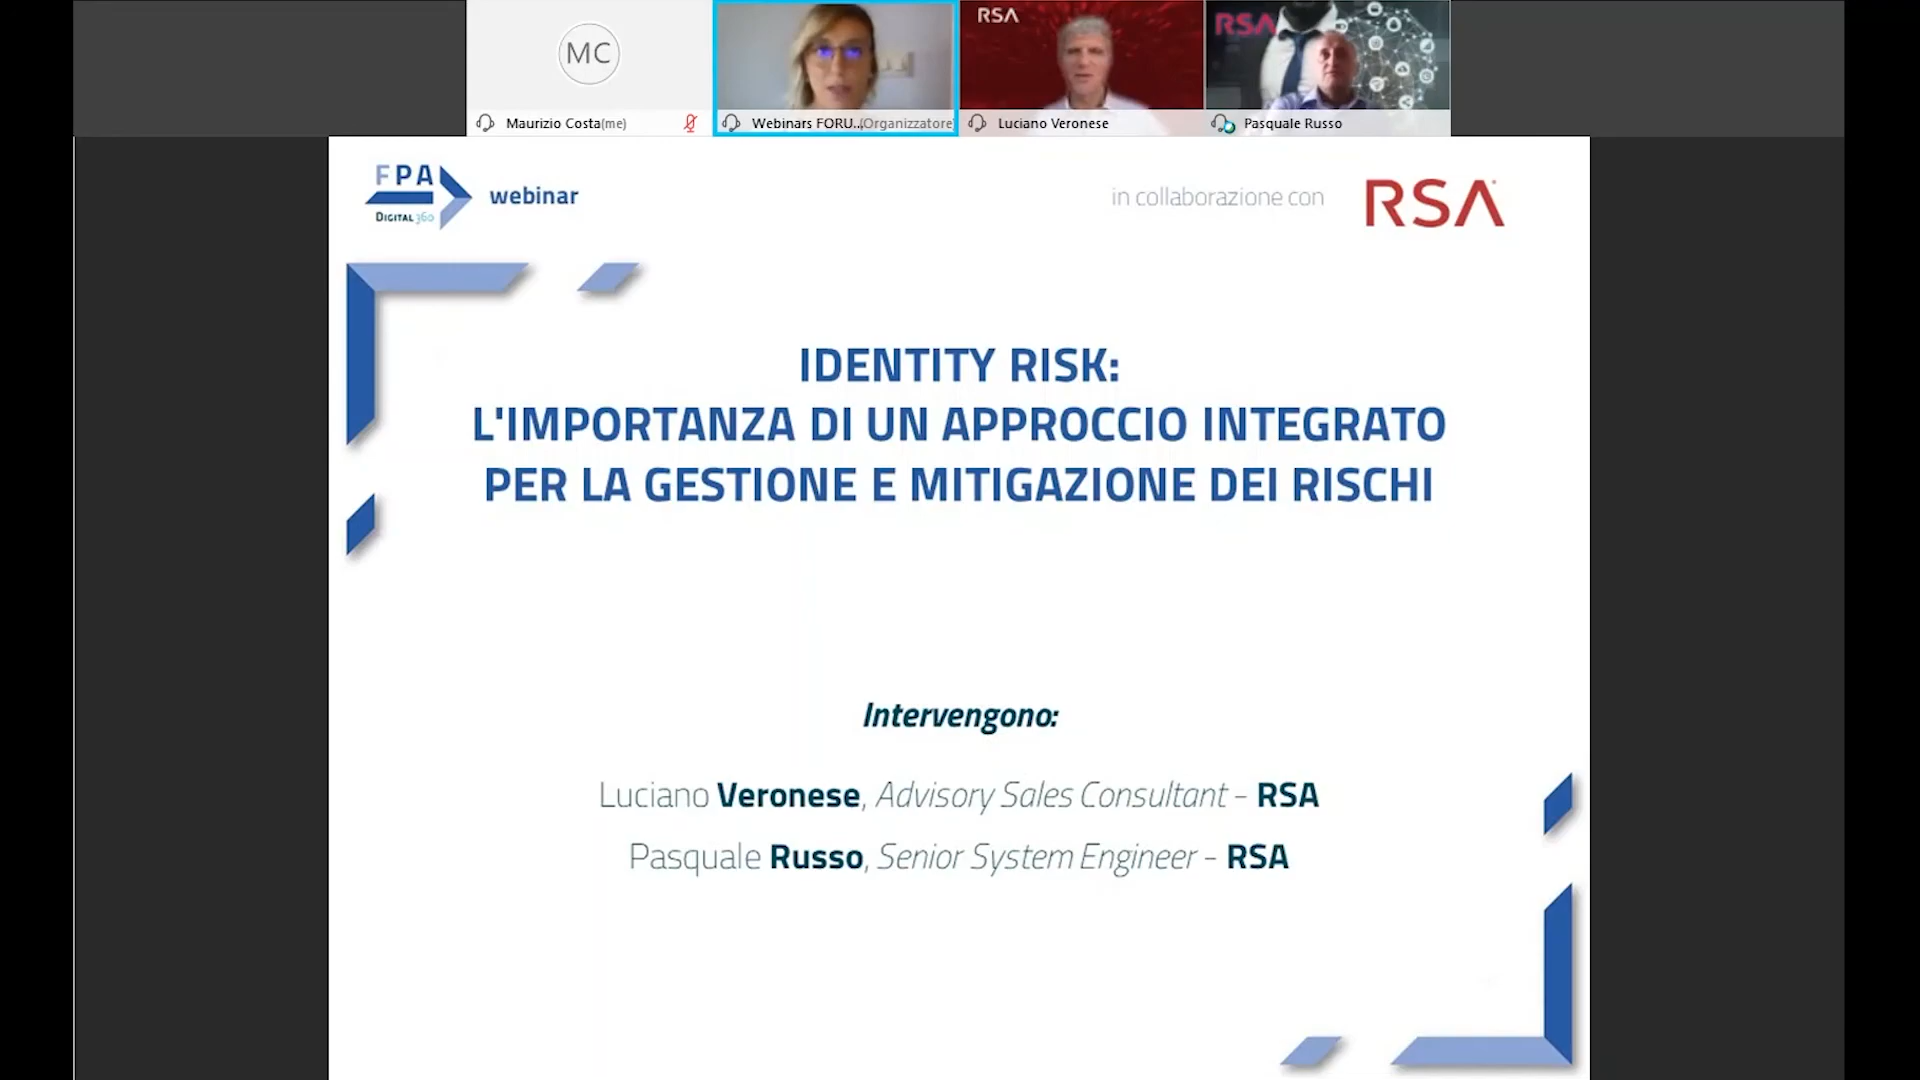 MC
RSA
RSA
Maurizio Costa(me)
Webinars FORU...(Organizzatore)
Luciano Veronese
Pasquale Russo
FPA
DIGITAL360
webinar
in collaborazione con
RSA
IDENTITY RISK:
L'IMPORTANZA DI UN APPROCCIO INTEGRATO
PER LA GESTIONE E MITIGAZIONE DEI RISCHI
Intervengono:
Luciano Veronese, Advisory Sales Consultant - RSA
Pasquale Russo, Senior System Engineer - RSA